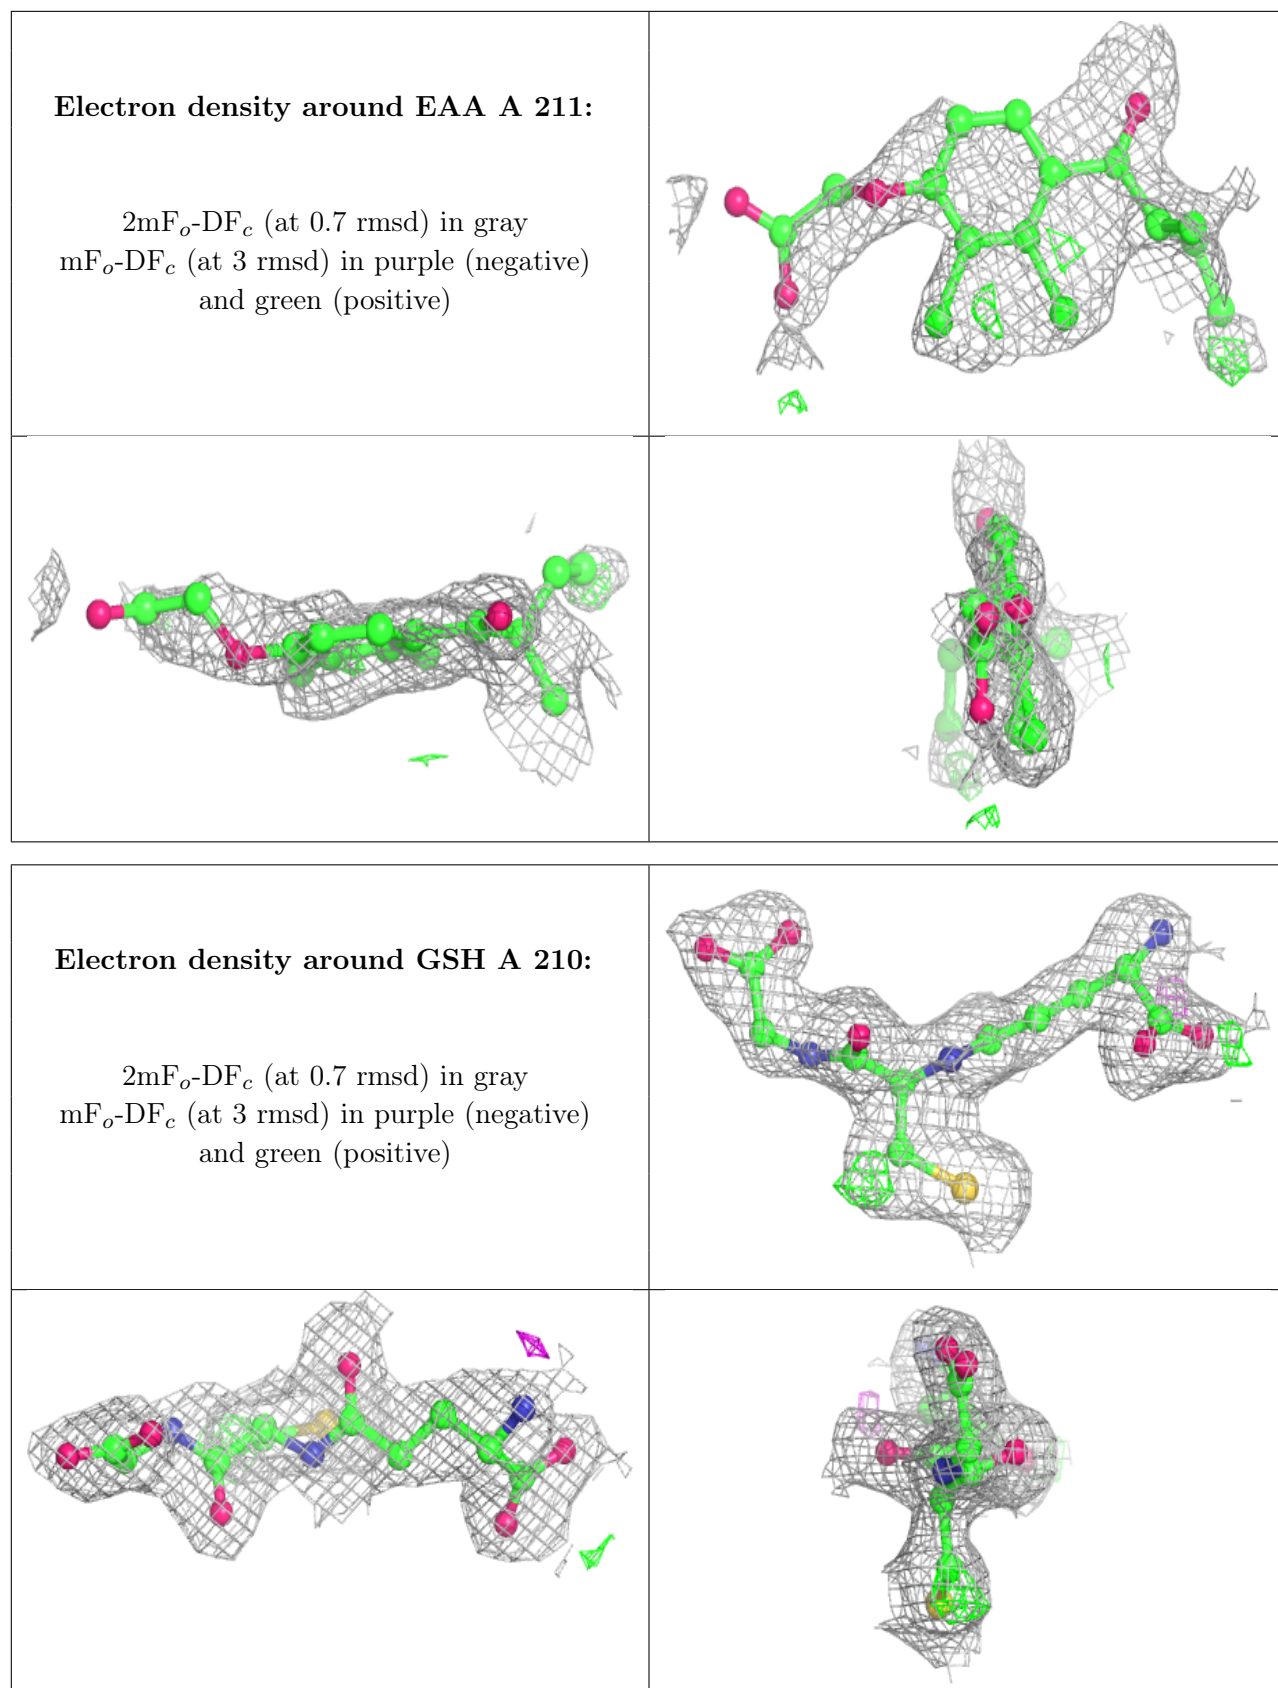 Electron density around EAA A 211:
2mFₒ-DF𝒸 (at 0.7 rmsd) in gray
mFₒ-DF𝒸 (at 3 rmsd) in purple (negative)
and green (positive)
Electron density around GSH A 210:
2mFₒ-DF𝒸 (at 0.7 rmsd) in gray
mFₒ-DF𝒸 (at 3 rmsd) in purple (negative)
and green (positive)